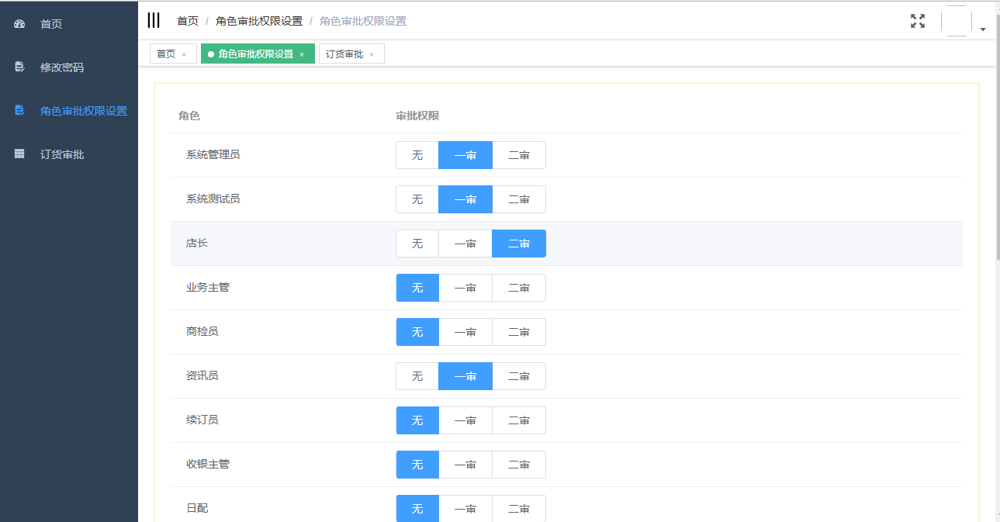 首页
修改密码
角色审批权限设置
订货审批
首页 / 角色审批权限设置 / 角色审批权限设置
首页 × 角色审批权限设置 × 订货审批 ×
角色 审批权限
系统管理员 无 一审 二审
系统测试员 无 一审 二审
店长 无 一审 二审
业务主管 无 一审 二审
商检员 无 一审 二审
资讯员 无 一审 二审
续订员 无 一审 二审
收银主管 无 一审 二审
日配 无 一审 二审